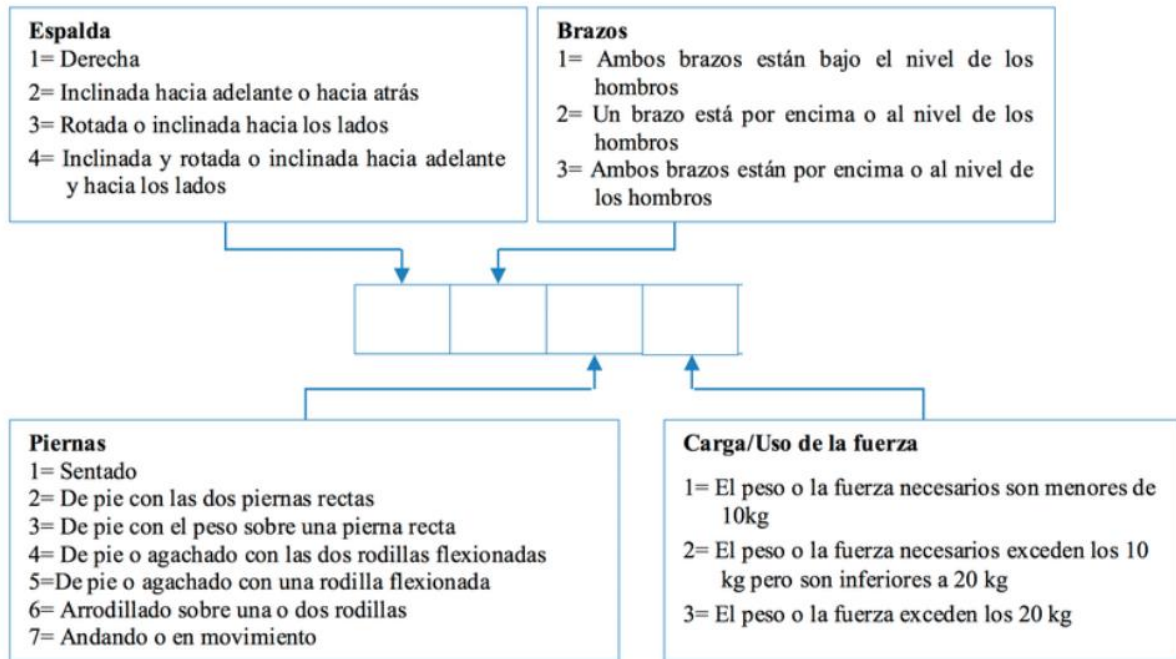 Espalda
1= Derecha
2= Inclinada hacia adelante o hacia atrás
3= Rotada o inclinada hacia los lados
4= Inclinada y rotada o inclinada hacia adelante
y hacia los lados
Brazos
1= Ambos brazos están bajo el nivel de los
hombros
2= Un brazo está por encima o al nivel de los
hombros
3= Ambos brazos están por encima o al nivel de
los hombros
Piernas
1= Sentado
2= De pie con las dos piernas rectas
3= De pie con el peso sobre una pierna recta
4= De pie o agachado con las dos rodillas flexionadas
5=De pie o agachado con una rodilla flexionada
6= Arrodillado sobre una o dos rodillas
7= Andando o en movimiento
Carga/Uso de la fuerza
1= El peso o la fuerza necesarios son menores de
10kg
2= El peso o la fuerza necesarios exceden los 10
kg pero son inferiores a 20 kg
3= El peso o la fuerza exceden los 20 kg